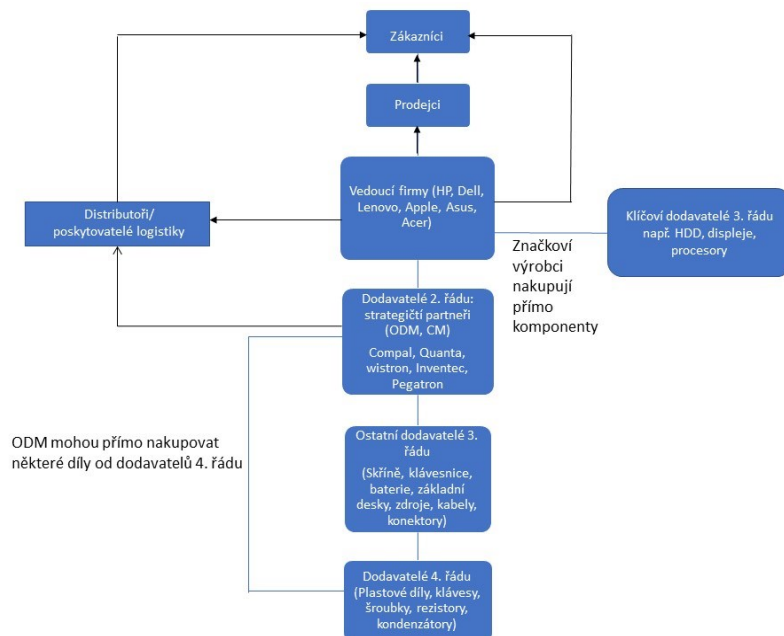 Zákazníci
Prodejci
Vedoucí firmy (HP, Dell,
Lenovo, Apple, Asus,
Acer)
Distributoři/
poskytovatelé logistiky
Klíčoví dodavatelé 3. řádu
např. HDD, displeje,
procesory
Značkoví
výrobci
nakupují
přímo
komponenty
Dodavatelé 2. řádu:
strategičtí partneři
(ODM, CM)
Compal, Quanta,
wistron, Inventec,
Pegatron
ODM mohou přímo nakupovat
některé díly od dodavatelů 4. řádu
Ostatní dodavatelé 3.
řádu
(Skříně, klávesnice,
baterie, základní
desky, zdroje, kabely,
konektory)
Dodavatelé 4. řádu
(Plastové díly, klávesy,
šroubky, rezistory,
kondenzátory)